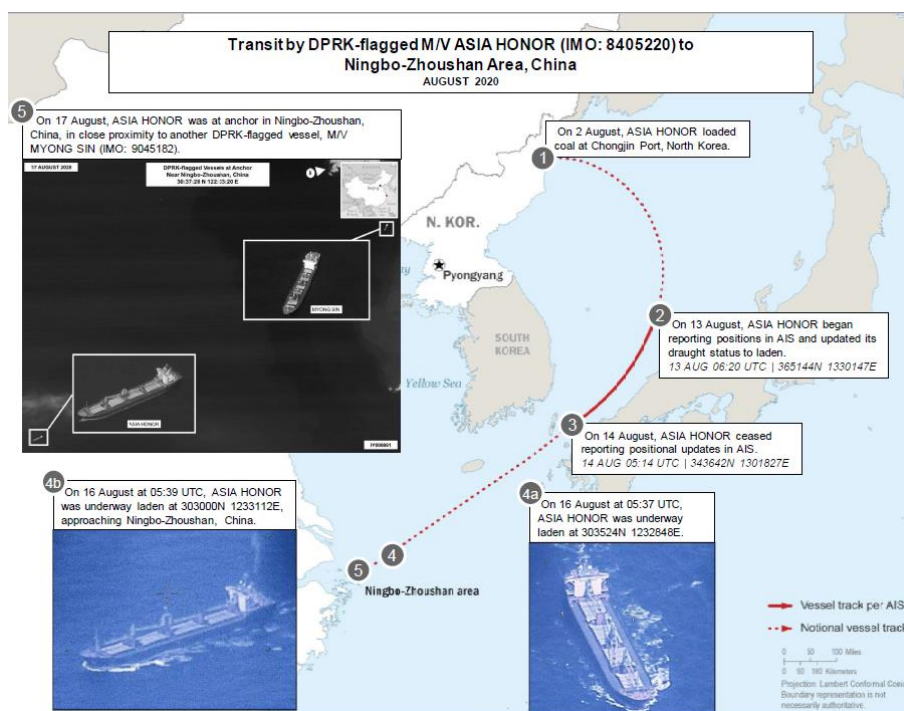 Transit by DPRK-flagged M/V ASIA HONOR (IMO: 8405220) to
Ningbo-Zhoushan Area, China
AUGUST 2020
5
On 17 August, ASIA HONOR was at anchor in Ningbo-Zhoushan,
China, in close proximity to another DPRK-flagged vessel, M/V
MYONG SIN (IMO: 9045182).
17 AUGUST 2020
DPRK-flagged Vessels at Anchor
Near Ningbo-Zhoushan, China
MYONG SIN
ASIA HONOR
On 2 August, ASIA HONOR loaded
coal at Chongjin Port, North Korea.
1
N. KOR.
Pyongyang
SOUTH
KOREA
Yellow Sea
2
On 13 August, ASIA HONOR began
reporting positions in AIS and updated its
draught status to laden.
13 AUG 06:20 UTC | 365144N 1330147E
3
On 14 August, ASIA HONOR ceased
reporting positional updates in AIS.
14 AUG 05:14 UTC | 343642N 1301827E
4b
On 16 August at 05:39 UTC, ASIA HONOR
was underway laden at 303000N 1233112E,
approaching Ningbo-Zhoushan, China.
4a
On 16 August at 05:37 UTC,
ASIA HONOR was underway
laden at 303524N 1232848E.
4
5
Ningbo-Zhoushan area
Vessel track per AIS
Notional vessel track
0 50 100 Miles
0 50 100 Kilometers
Projection: Lambert Conformal Conic
Boundary representation is not
necessarily authoritative.